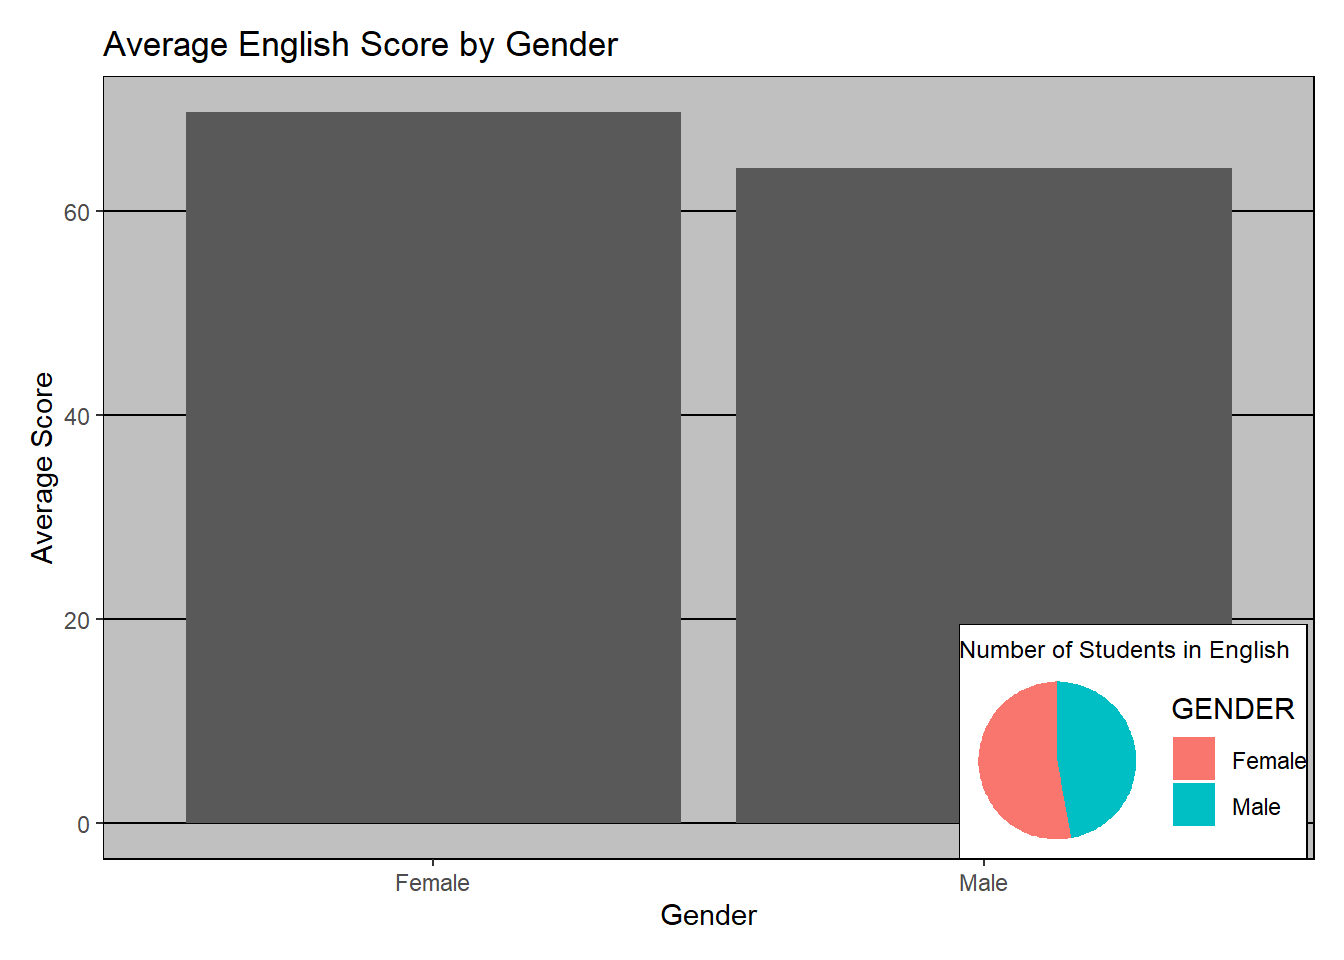 Average English Score by Gender
Average Score
60
40
20
0
Number of Students in English
GENDER
Female
Male
Female
Male
Gender